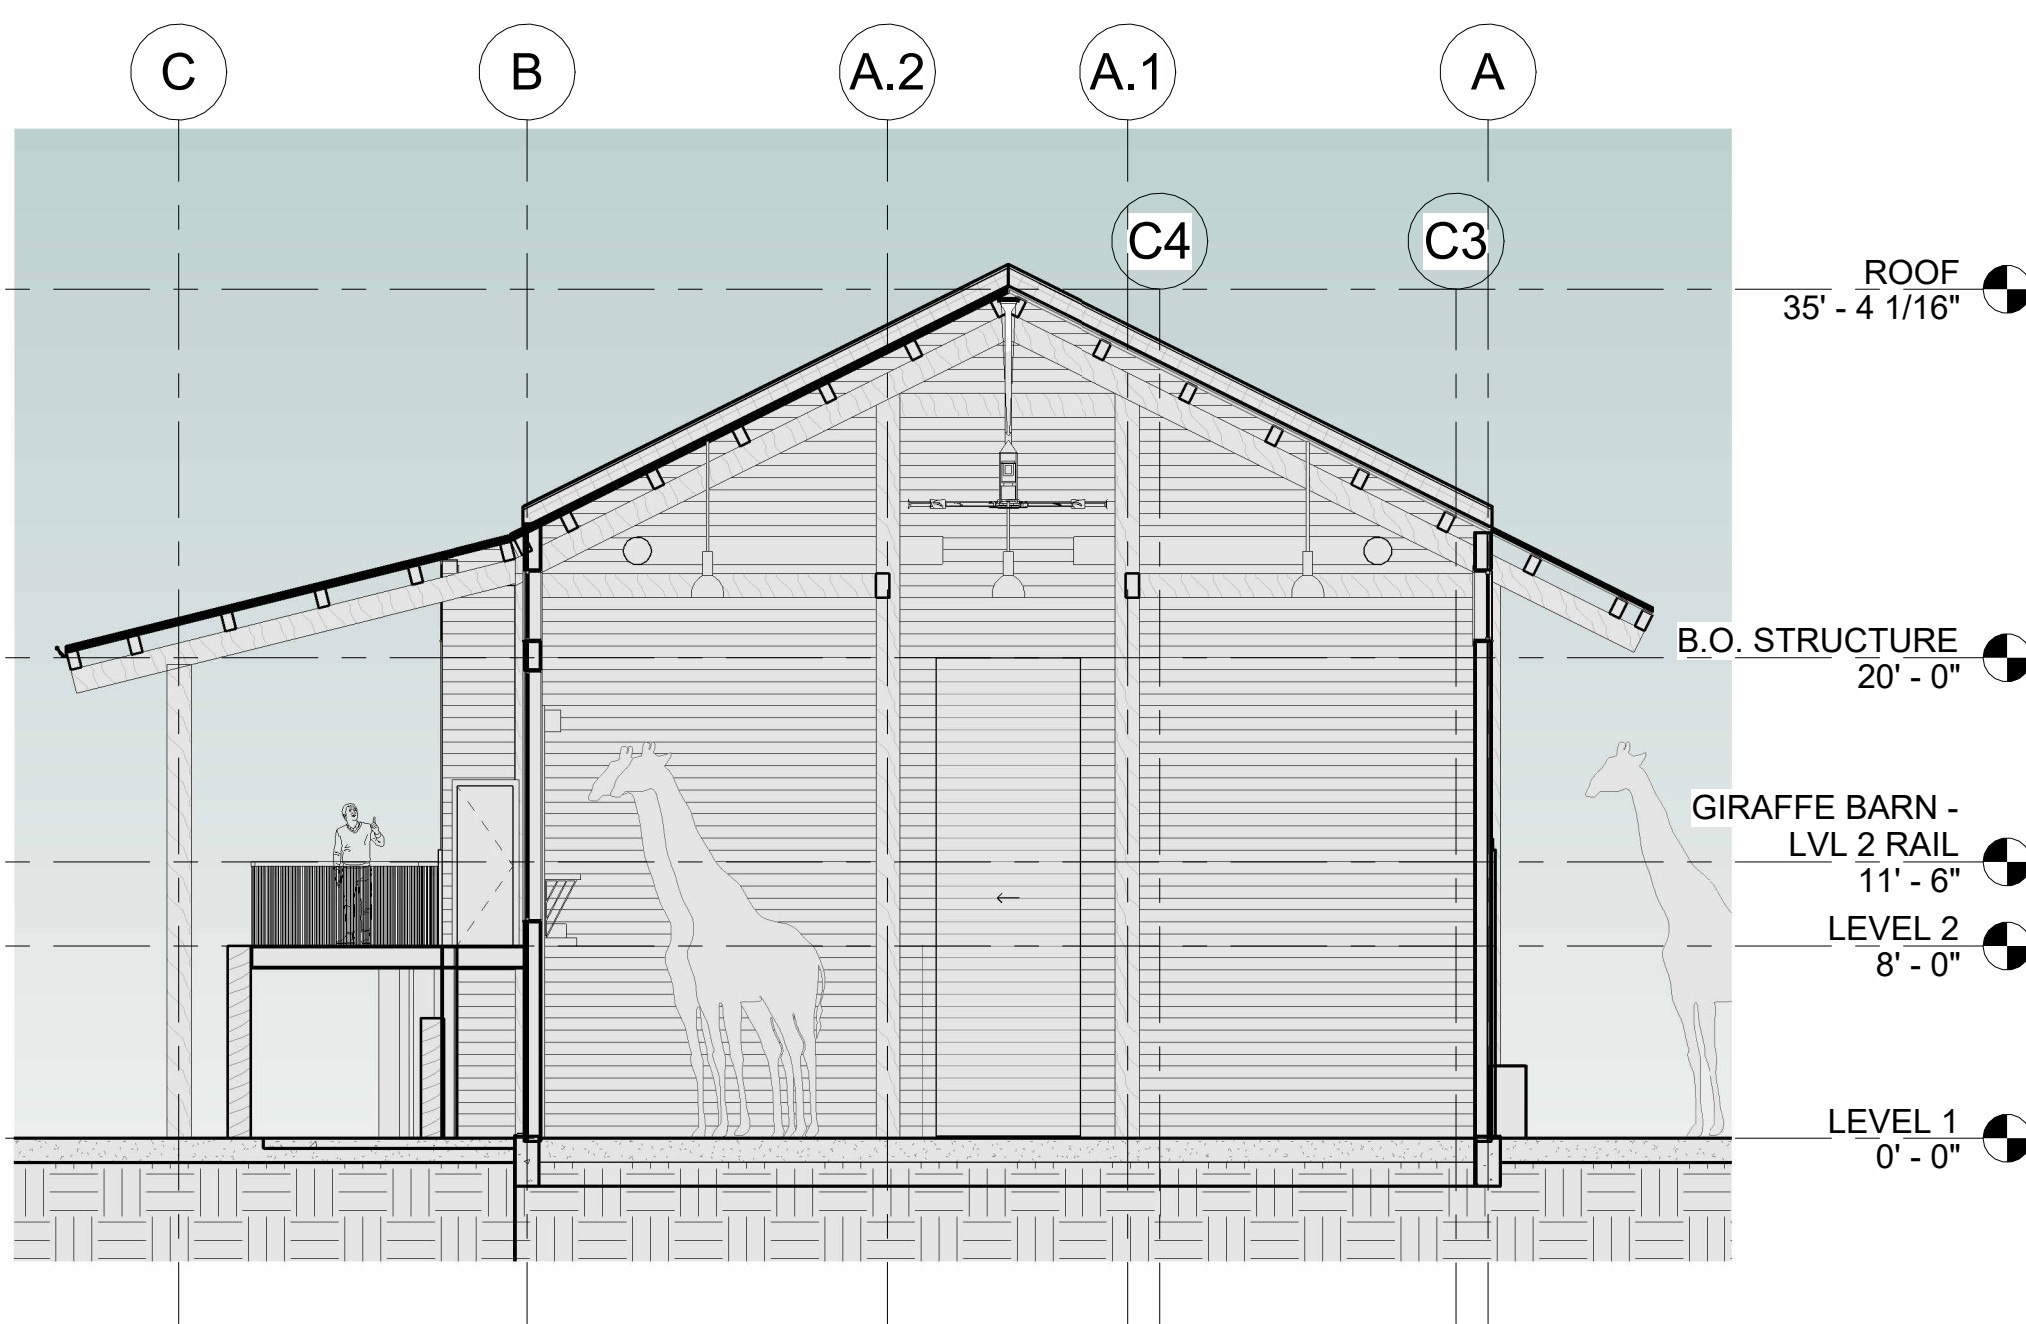 C
B
A.2
A.1
A
C4
C3
ROOF
35' - 4 1/16"
B.O. STRUCTURE
20' - 0"
GIRAFFE BARN -
LVL 2 RAIL
11' - 6"
LEVEL 2
8' - 0"
LEVEL 1
0' - 0"